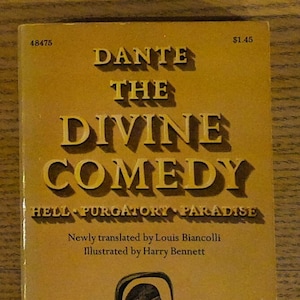 48475 $1.45
DANTE
THE
DIVINE
COMEDY
HELL • PURGATORY • PARADISE
Newly translated by Louis Biancolli
Illustrated by Harry Bennett